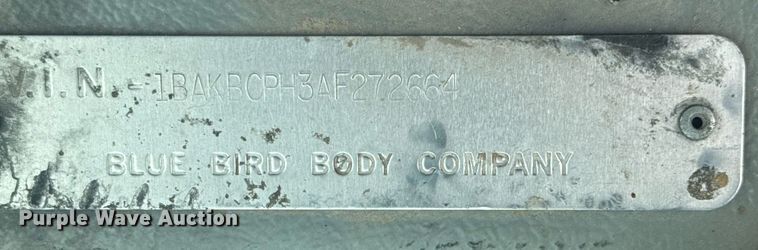 V.I.N. - 1BAKBCPH3AF272664
BLUE BIRD BODY COMPANY
Purple Wave Auction